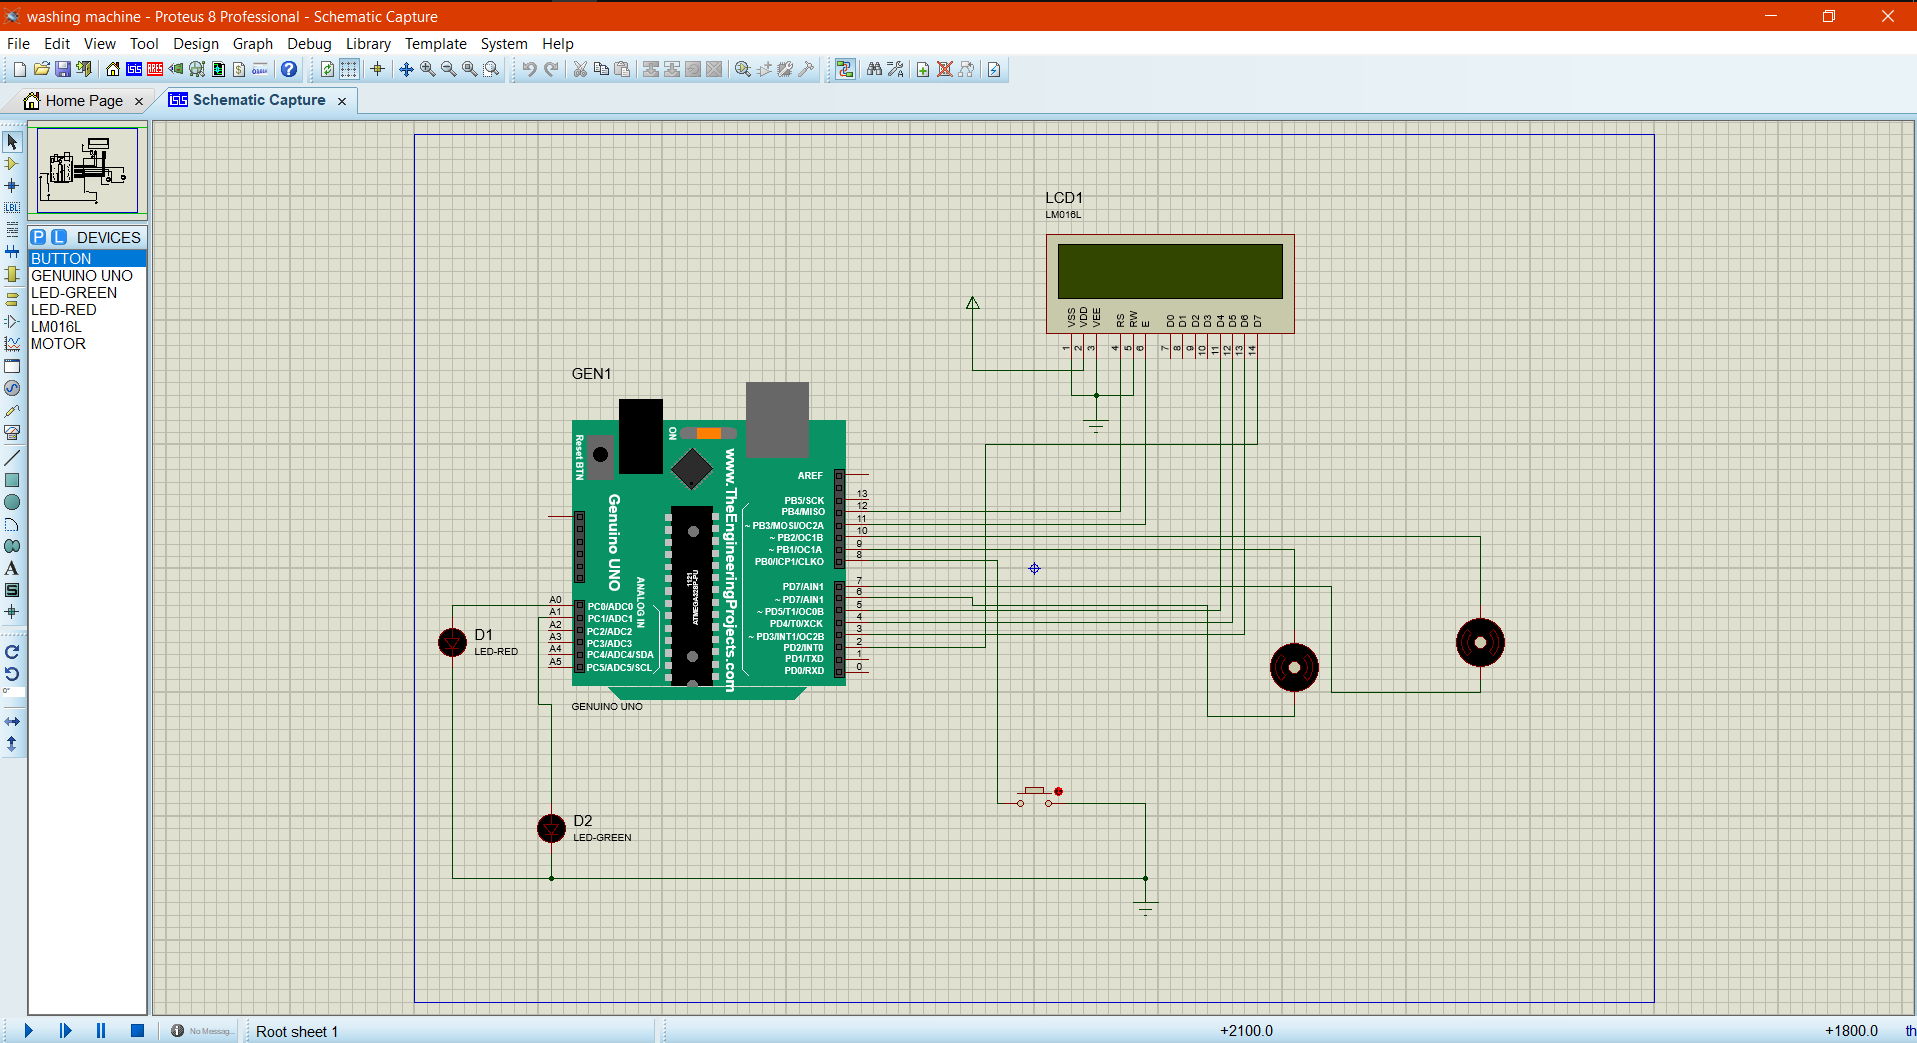 washing machine - Proteus 8 Professional - Schematic Capture
File Edit View Tool Design Graph Debug Library Template System Help
Home Page
Schematic Capture
P L DEVICES
BUTTON
GENUINO UNO
LED-GREEN
LED-RED
LM016L
MOTOR
LCD1
LM016L
VSS
VDD
VEE
RS
RW
E
D0
D1
D2
D3
D4
D5
D6
D7
1
2
3
4
5
6
7
8
9
10
11
12
13
14
GEN1
Reset BTN
ON
Genuino UNO
www.TheEngineeringProjects.com
ANALOG IN
1121
ATMEGA328P-PU
AREF
PB5/SCK 13
PB4/MISO 12
~ PB3/MOSI/OC2A 11
~ PB2/OC1B 10
~ PB1/OC1A 9
PB0/ICP1/CLKO 8
PD7/AIN1 7
~ PD7/AIN1 6
~ PD5/T1/OC0B 5
PD4/T0/XCK 4
~ PD3/INT1/OC2B 3
PD2/INT0 2
PD1/TXD 1
PD0/RXD 0
A0 PC0/ADC0
A1 PC1/ADC1
A2 PC2/ADC2
A3 PC3/ADC3
A4 PC4/ADC4/SDA
A5 PC5/ADC5/SCL
GENUINO UNO
D1
LED-RED
D2
LED-GREEN
No Messag...
Root sheet 1
+2100.0
+1800.0
th